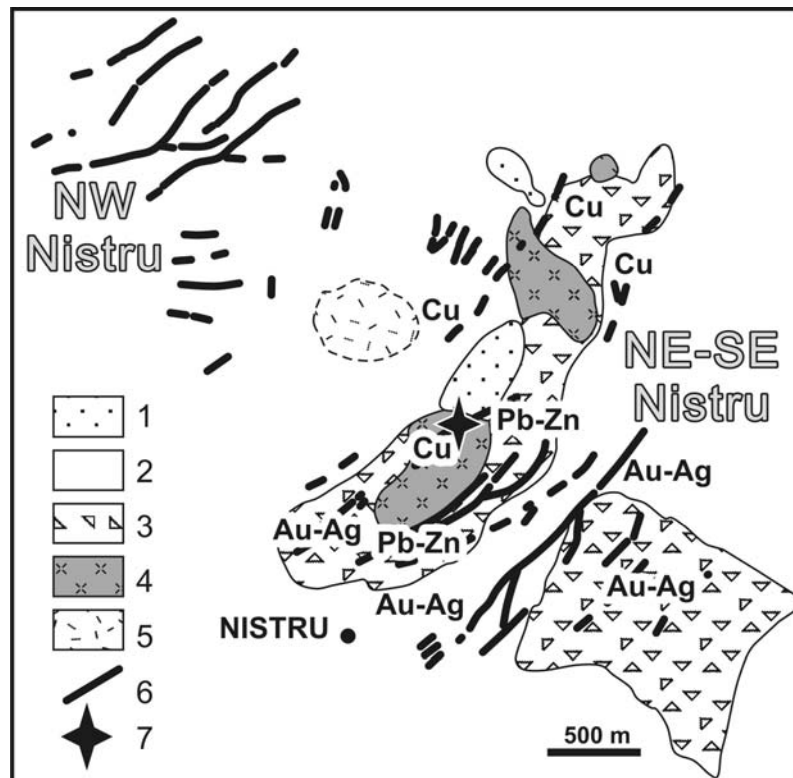 NW
Nistru
Cu
Cu
Cu
NE-SE
Nistru
Pb-Zn
Cu
Au-Ag
Au-Ag
Pb-Zn
Au-Ag
Au-Ag
NISTRU
500 m
1
2
3
4
5
6
7